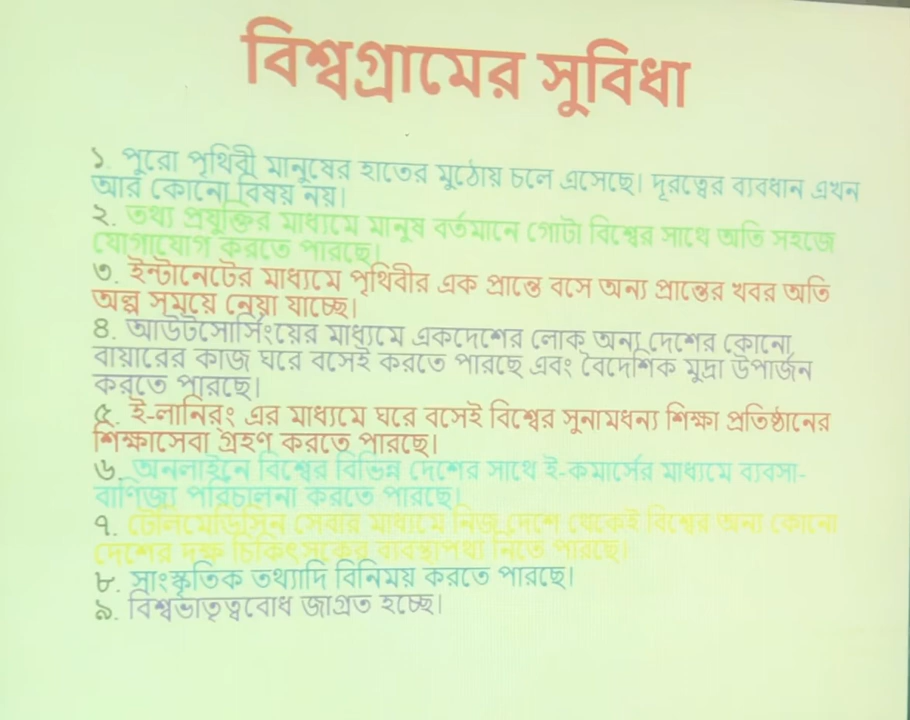 বিশ্বগ্রামের সুবিধা
১. পুরো পৃথিবী মানুষের হাতের মুঠোয় চলে এসেছে। দূরত্বের ব্যবধান এখন
আর কোনো বিষয় নয়।
২. তথ্য প্রযুক্তির মাধ্যমে মানুষ বর্তমানে গোটা বিশ্বের সাথে অতি সহজে
যোগাযোগ করতে পারছে।
৩. ইন্টানেটের মাধ্যমে পৃথিবীর এক প্রান্তে বসে অন্য প্রান্তের খবর অতি
অল্প সময়ে নেয়া যাচ্ছে।
৪. আউটসোর্সিংয়ের মাধ্যমে একদেশের লোক অন্য দেশের কোনো
বায়ারের কাজ ঘরে বসেই করতে পারছে এবং বৈদেশিক মুদ্রা উপার্জন
করতে পারছে।
৫. ই-লানিরং এর মাধ্যমে ঘরে বসেই বিশ্বের সুনামধন্য শিক্ষা প্রতিষ্ঠানের
শিক্ষাসেবা গ্রহণ করতে পারছে।
৬. অনলাইনে বিশ্বের বিভিন্ন দেশের সাথে ই-কমার্সের মাধ্যমে ব্যবসা-
বাণিজ্য পরিচালনা করতে পারছে।
৭. টেলিমেডিসিন সেবার মাধ্যমে নিজ দেশে থেকেই বিশ্বের অন্য কোনো
দেশের দক্ষ চিকিৎসকের ব্যবস্থাপথ্য নিতে পারছে।
৮. সাংস্কৃতিক তথ্যাদি বিনিময় করতে পারছে।
৯. বিশ্বভাতৃত্ববোধ জাগ্রত হচ্ছে।